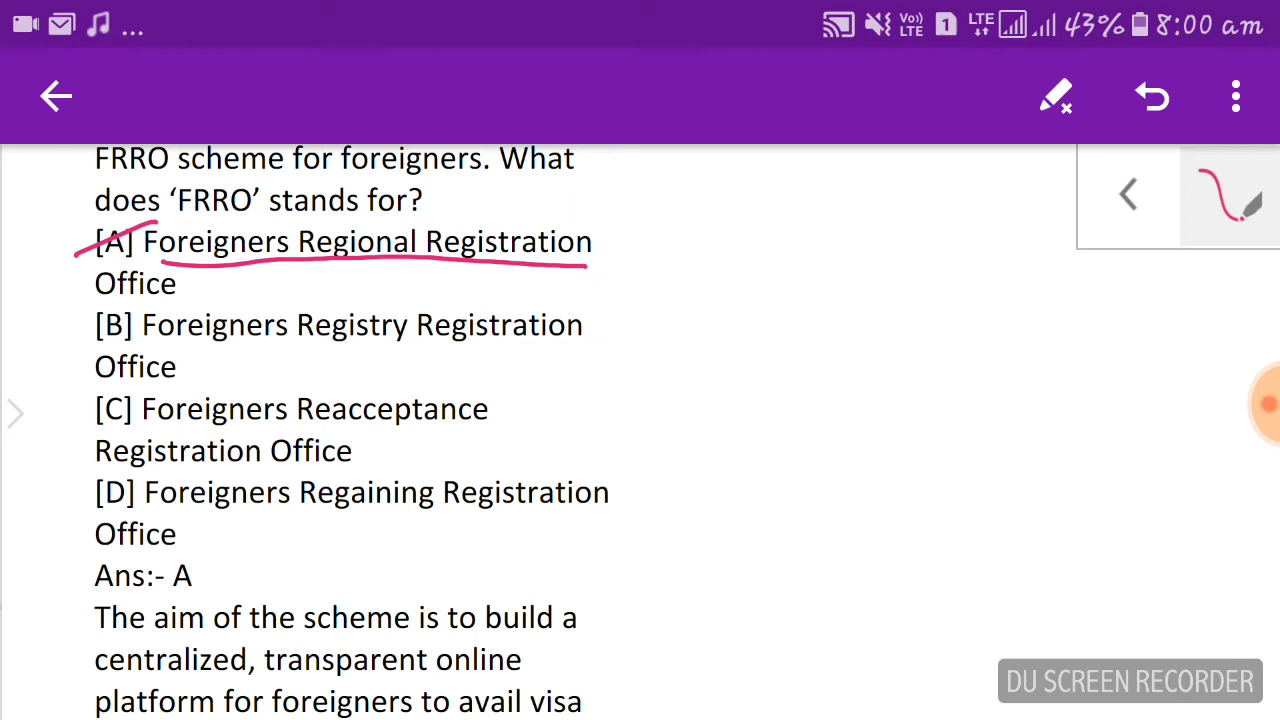 ... Vo)) LTE 1 LTE 43% 8:00 am
FRRO scheme for foreigners. What
does ‘FRRO’ stands for?
[A] Foreigners Regional Registration
Office
[B] Foreigners Registry Registration
Office
[C] Foreigners Reacceptance
Registration Office
[D] Foreigners Regaining Registration
Office
Ans:- A
The aim of the scheme is to build a
centralized, transparent online
platform for foreigners to avail visa
DU SCREEN RECORDER